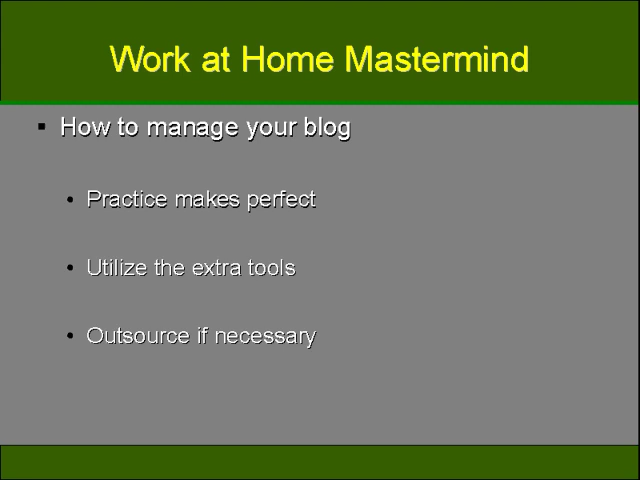 Work at Home Mastermind
▪ How to manage your blog
• Practice makes perfect
• Utilize the extra tools
• Outsource if necessary